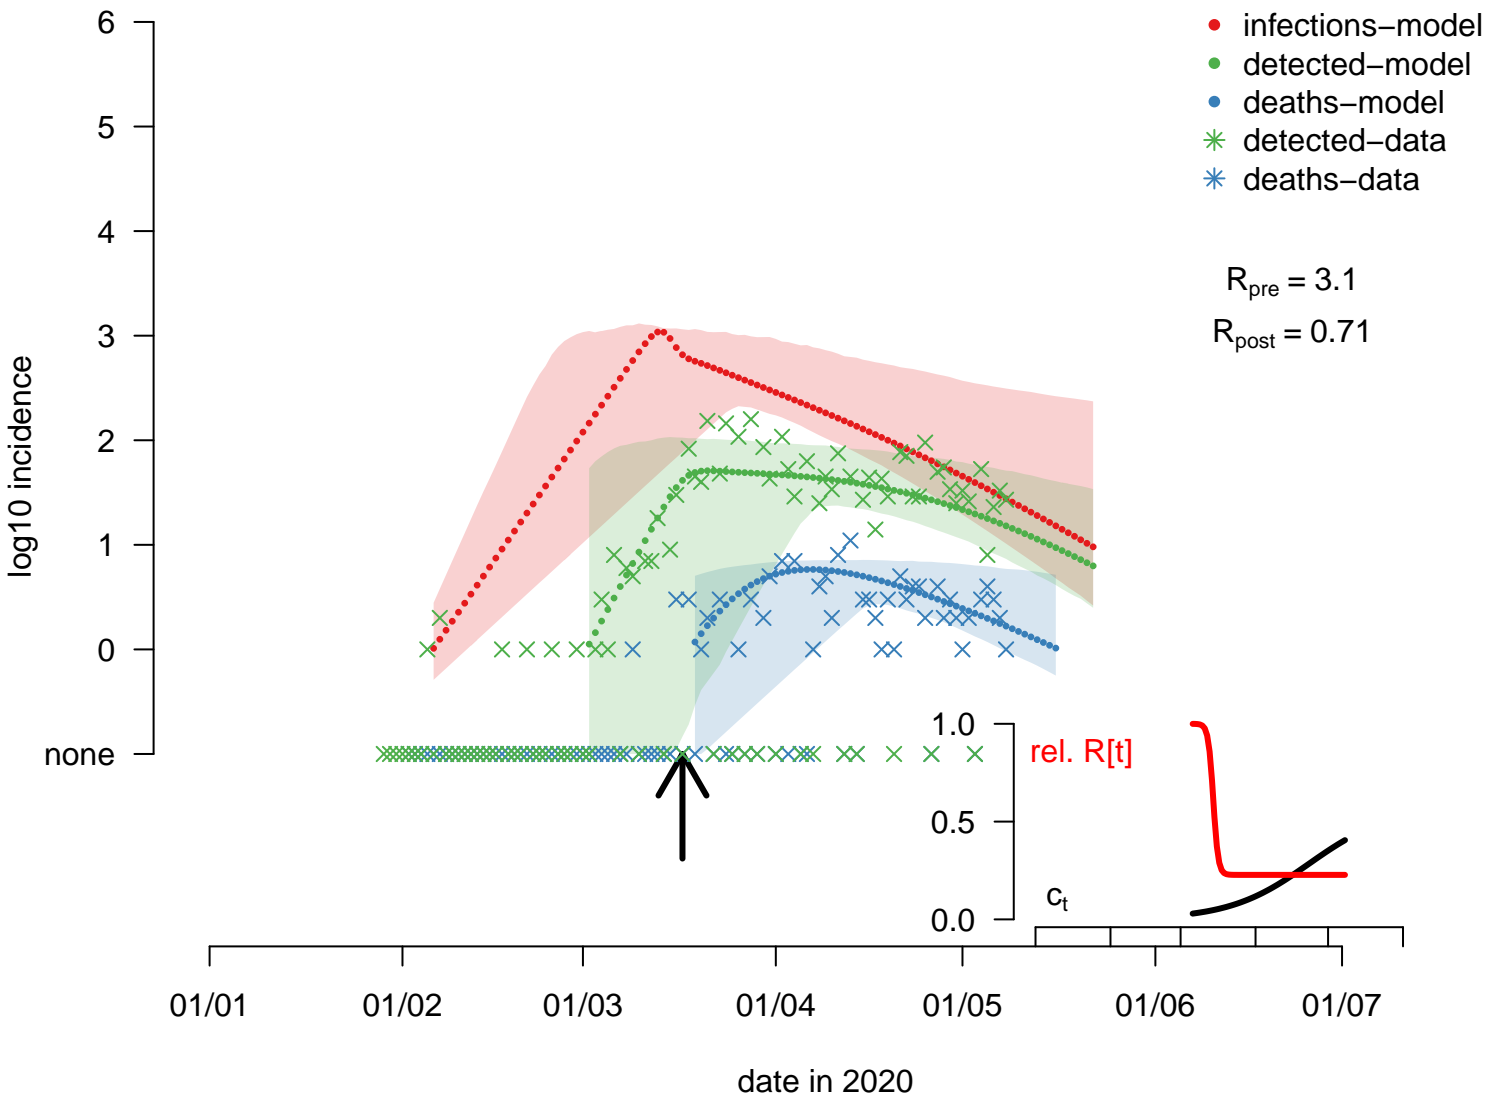 infections−model
detected−model
deaths−model
detected−data
deaths−data
Rpre = 3.1
Rpost = 0.71
log10 incidence
6
5
4
3
2
1
0
none
rel. R[t]
ct
1.0
0.5
0.0
01/01
01/02
01/03
01/04
01/05
01/06
01/07
date in 2020